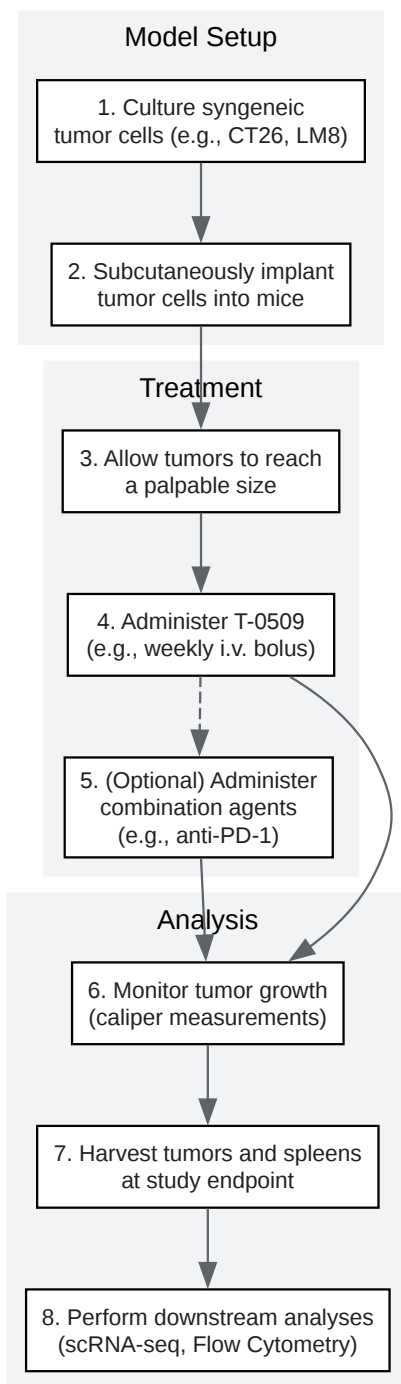 Model Setup
1. Culture syngeneic
tumor cells (e.g., CT26, LM8)
2. Subcutaneously implant
tumor cells into mice
Treatment
3. Allow tumors to reach
a palpable size
4. Administer T-0509
(e.g., weekly i.v. bolus)
5. (Optional) Administer
combination agents
(e.g., anti-PD-1)
Analysis
6. Monitor tumor growth
(caliper measurements)
7. Harvest tumors and spleens
at study endpoint
8. Perform downstream analyses
(scRNA-seq, Flow Cytometry)